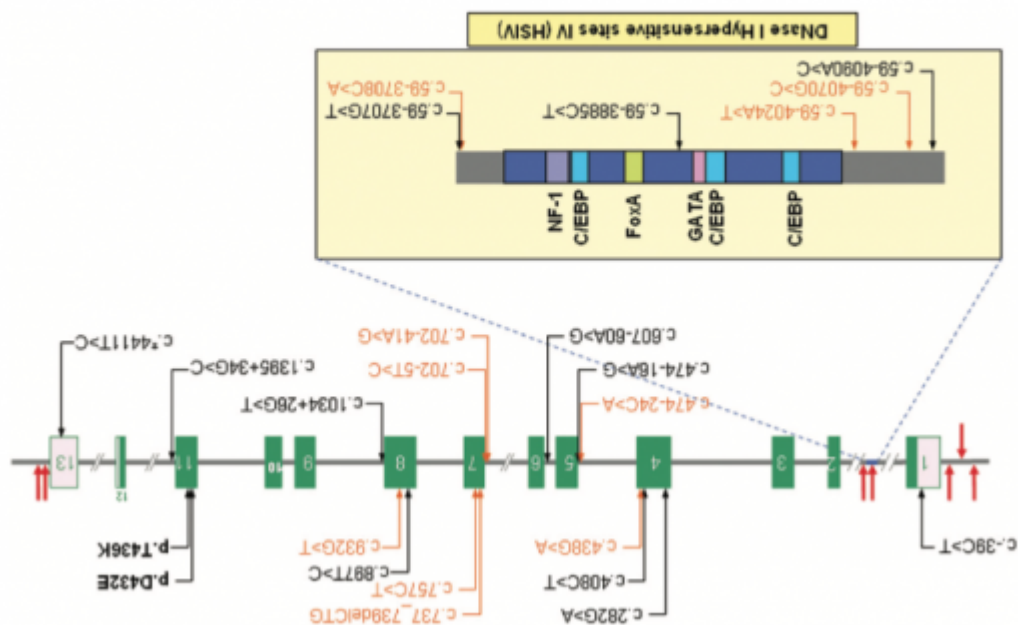 c.282G>A
c.737_739delCTG
c.408C>T
c.757C>T
p.D432E
c.897T>C
c.-39C>T
c.438G>A
c.932G>T
p.T436K
12
1
2
3
4
5
6
7
8
9
10
11
13
c.474-24C>A
c.1034+26G>T
c.474-16A>G
c.702-5T>C
c.1395+34G>C
c.607-60A>G
c.702-41A>G
c.*4411T>C
C/EBP
C/EBP
GATA
FoxA
C/EBP
NF-1
c.59-4024A>T
c.59-3885C>T
c.59-3707G>T
c.59-4070G>C
c.59-3708C>A
c.59-4090A>C
DNase I Hypersensitive sites IV (HSIV)